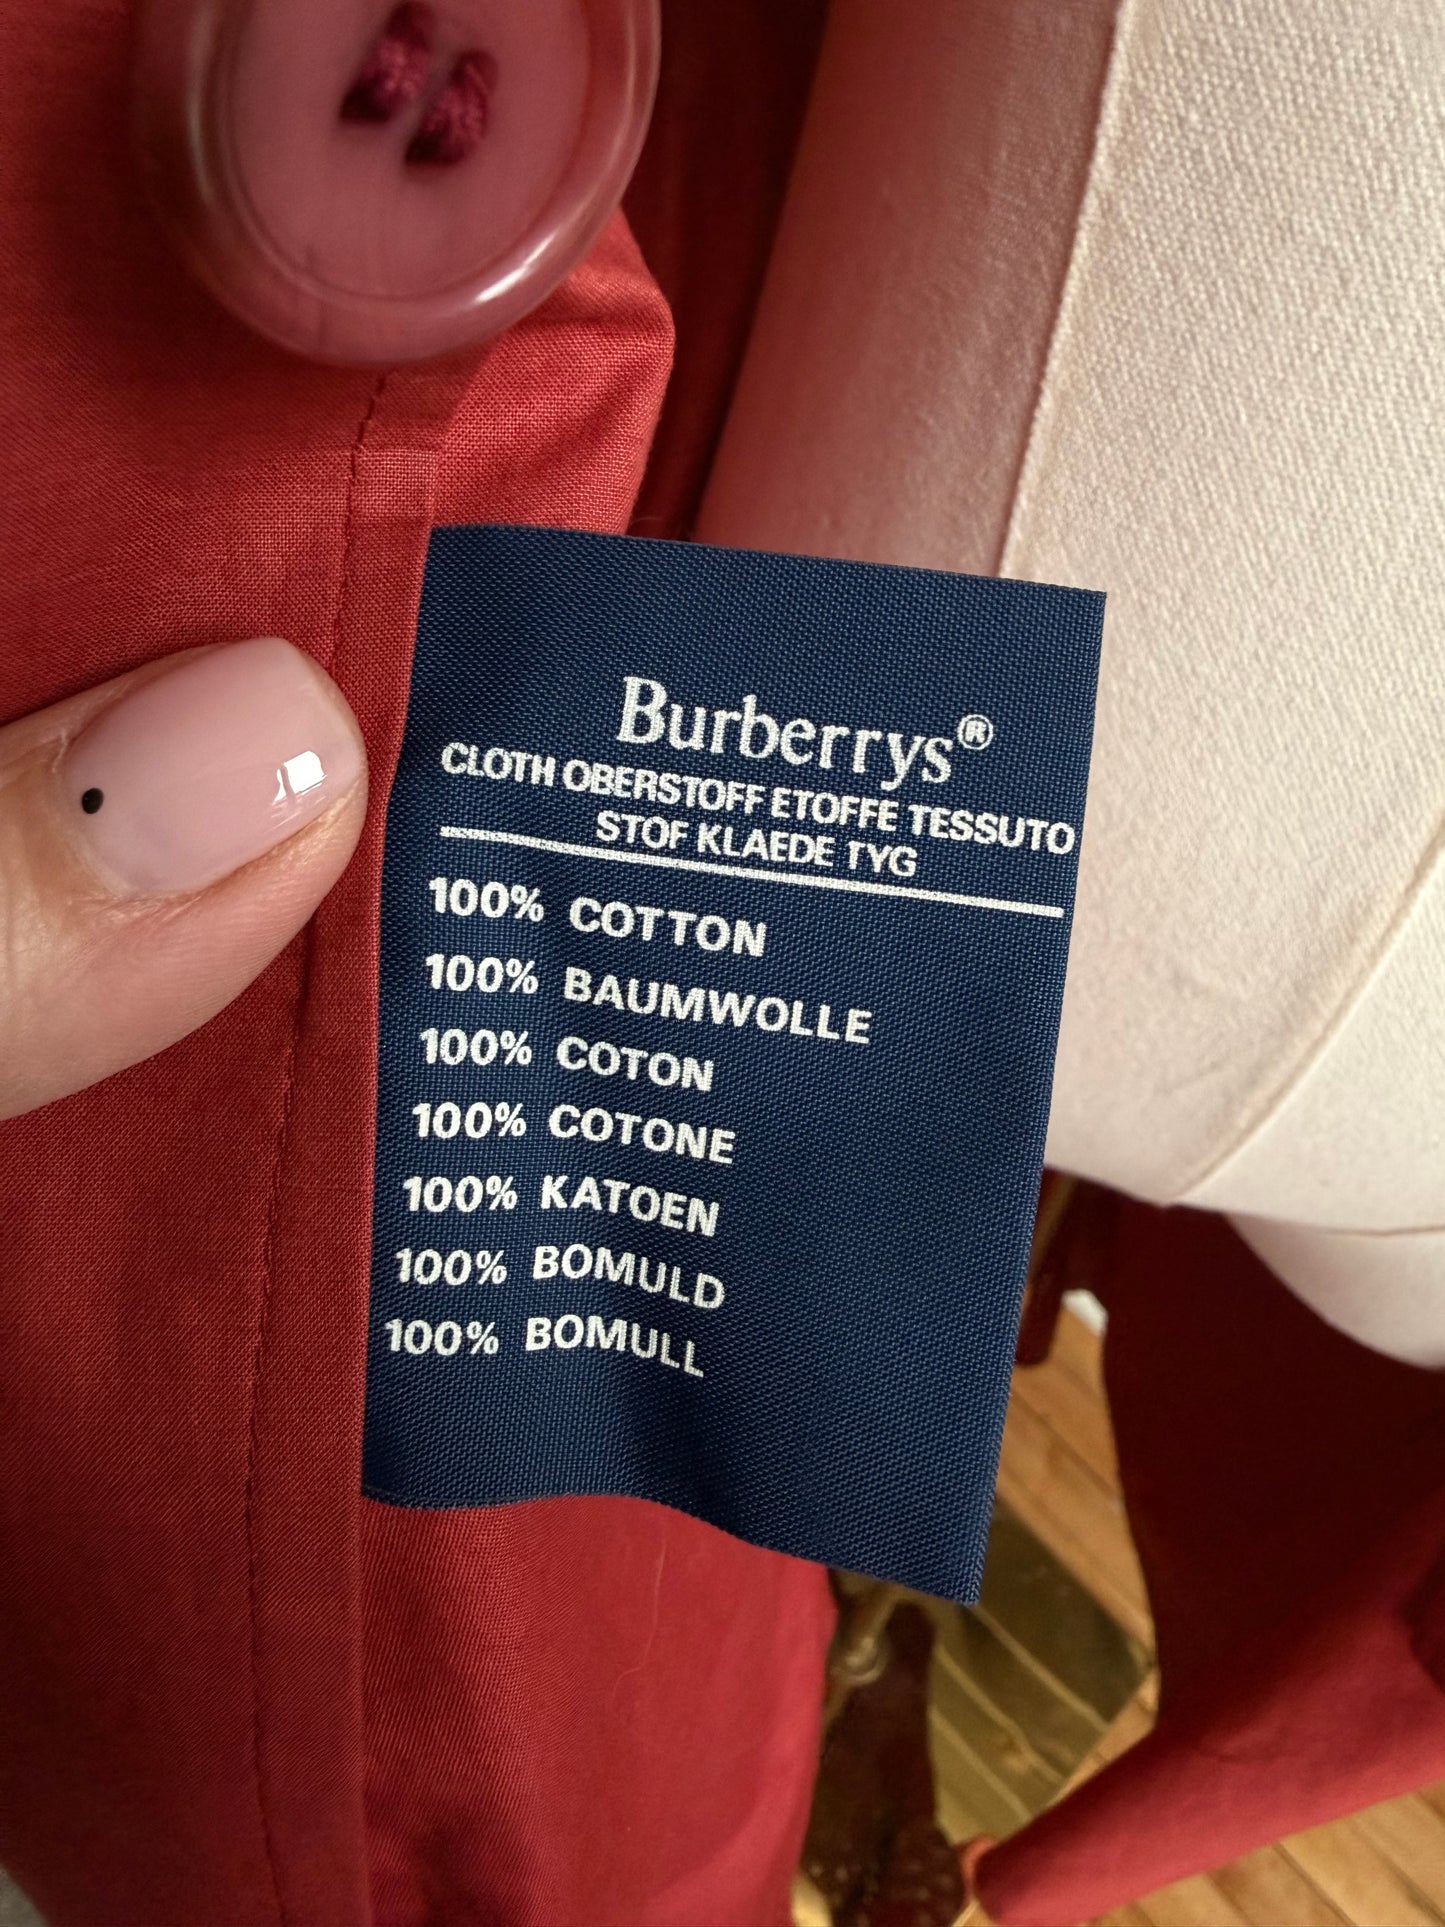 Burberrys®
CLOTH OBERSTOFF ETOFFE TESSUTO
STOF KLAEDE TYG
100% COTTON
100% BAUMWOLLE
100% COTON
100% COTONE
100% KATOEN
100% BOMULD
100% BOMULL